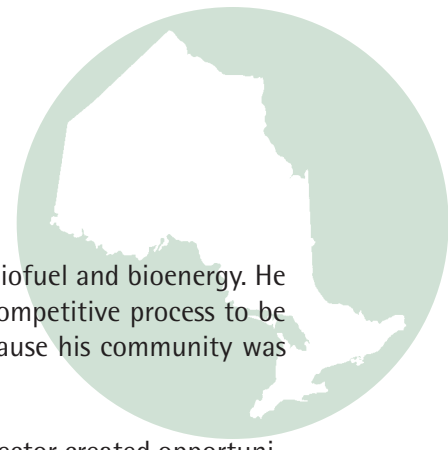 iofuel and bioenergy. He
ompetitive process to be
ause his community was
ector created opportuni-